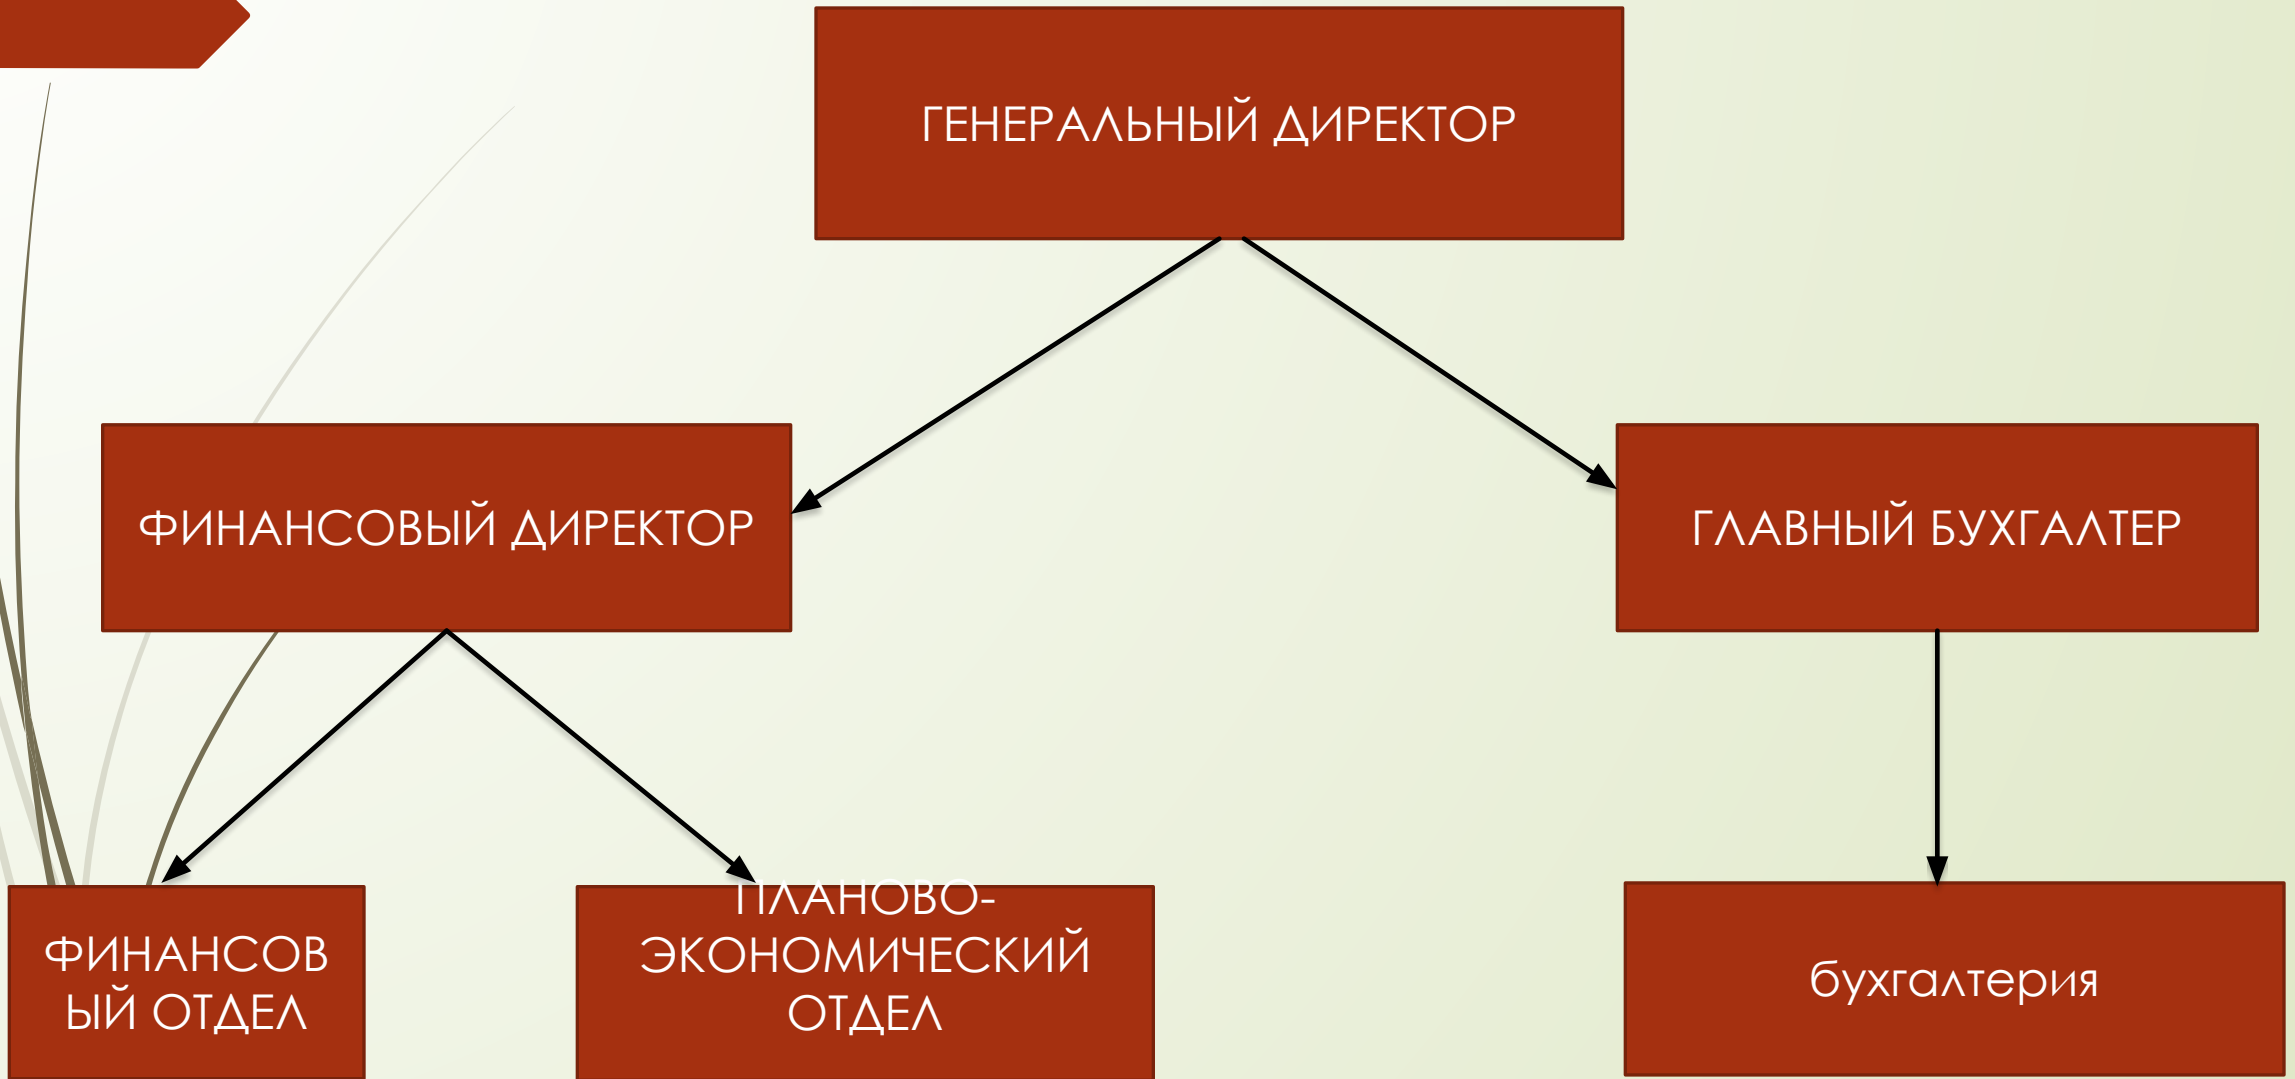 ГЕНЕРАЛЬНЫЙ ДИРЕКТОР
ФИНАНСОВЫЙ ДИРЕКТОР
ГЛАВНЫЙ БУХГАЛТЕР
ФИНАНСОВ
ЫЙ ОТДЕЛ
ПЛАНОВО-
ЭКОНОМИЧЕСКИЙ
ОТДЕЛ
бухгалтерия